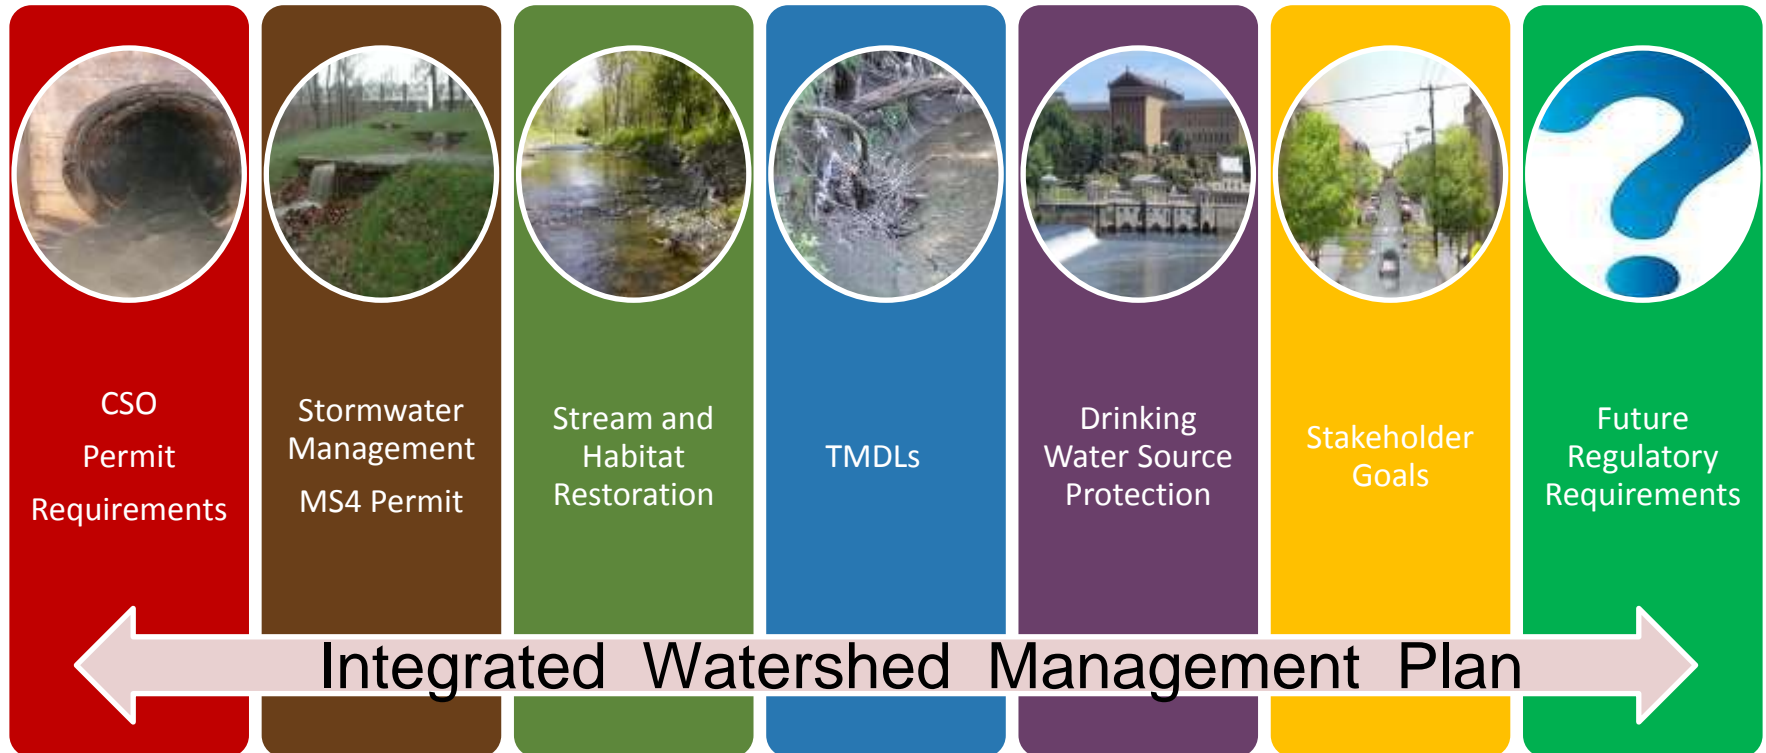 CSO
Permit
Requirements
Stormwater
Management
MS4 Permit
Stream and
Habitat
Restoration
TMDLs
Drinking
Water Source
Protection
Stakeholder
Goals
Future
Regulatory
Requirements
Integrated Watershed Management Plan